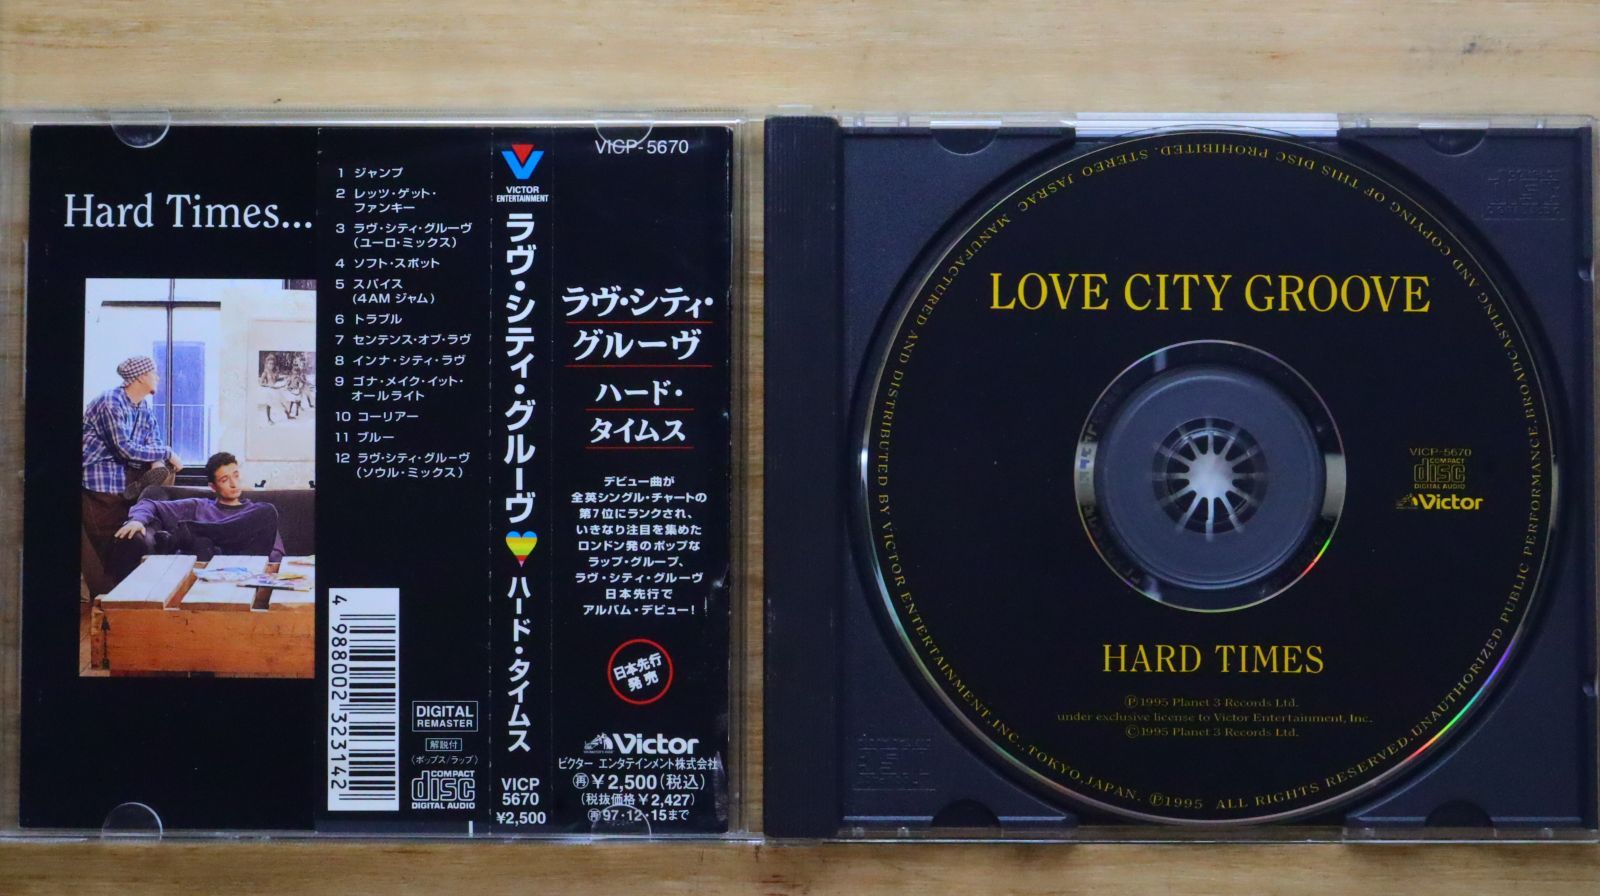 Hard Times...
1 ジャンプ
2 レッツ・ゲット・
ファンキー
3 ラヴ・シティ・グルーヴ
(ユーロ・ミックス)
4 ソフト・スポット
5 スパイス
(4AM ジャム)
6 トラブル
7 センテンス・オブ・ラヴ
8 インナ・シティ・ラヴ
9 ゴナ・メイク・イット・
オールライト
10 コーリアー
11 ブルー
12 ラヴ・シティ・グルーヴ
(ソウル・ミックス)
4 988002 323142
DIGITAL
REMASTER
解説付
(ポップス/ラップ)
COMPACT
disc
DIGITAL AUDIO
VICTOR
ENTERTAINMENT
ラヴ・シティ・グルーヴ ハード・タイムス
VICP
5670
¥2,500
VICP-5670
ラヴ・シティ・
グルーヴ
ハード・
タイムス
デビュー曲が
全英シングル・チャートの
第7位にランクされ、
いきなり注目を集めた
ロンドン発のポップな
ラップ・グループ、
ラヴ・シティ・グルーヴ
日本先行で
アルバム・デビュー!
日本先行
発売
Victor
ビクター エンタテインメント株式会社
再¥2,500(税込)
(税抜価格¥2,427)
再97・12・15まで
LOVE CITY GROOVE
VICP-5670
COMPACT
disc
DIGITAL AUDIO
Victor
HARD TIMES
Ⓟ1995 Planet 3 Records Ltd.
under exclusive license to Victor Entertainment, Inc.
©1995 Planet 3 Records Ltd.
STEREO JASRAC MANUFACTURED AND DISTRIBUTED BY VICTOR ENTERTAINMENT, INC., TOKYO, JAPAN. Ⓟ1995 ALL RIGHTS RESERVED. UNAUTHORIZED PUBLIC PERFORMANCE, BROADCASTING AND COPYING OF THIS DISC PROHIBITED.